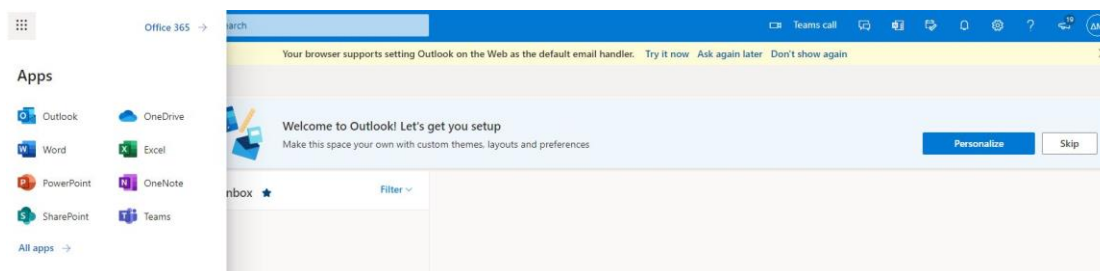 Office 365 →
arch
Teams call
19
Your browser supports setting Outlook on the Web as the default email handler. Try it now Ask again later Don't show again
Apps
Outlook OneDrive
Word Excel
PowerPoint OneNote
SharePoint Teams
All apps →
Welcome to Outlook! Let's get you setup
Make this space your own with custom themes, layouts and preferences
Personalize Skip
nbox ★ Filter